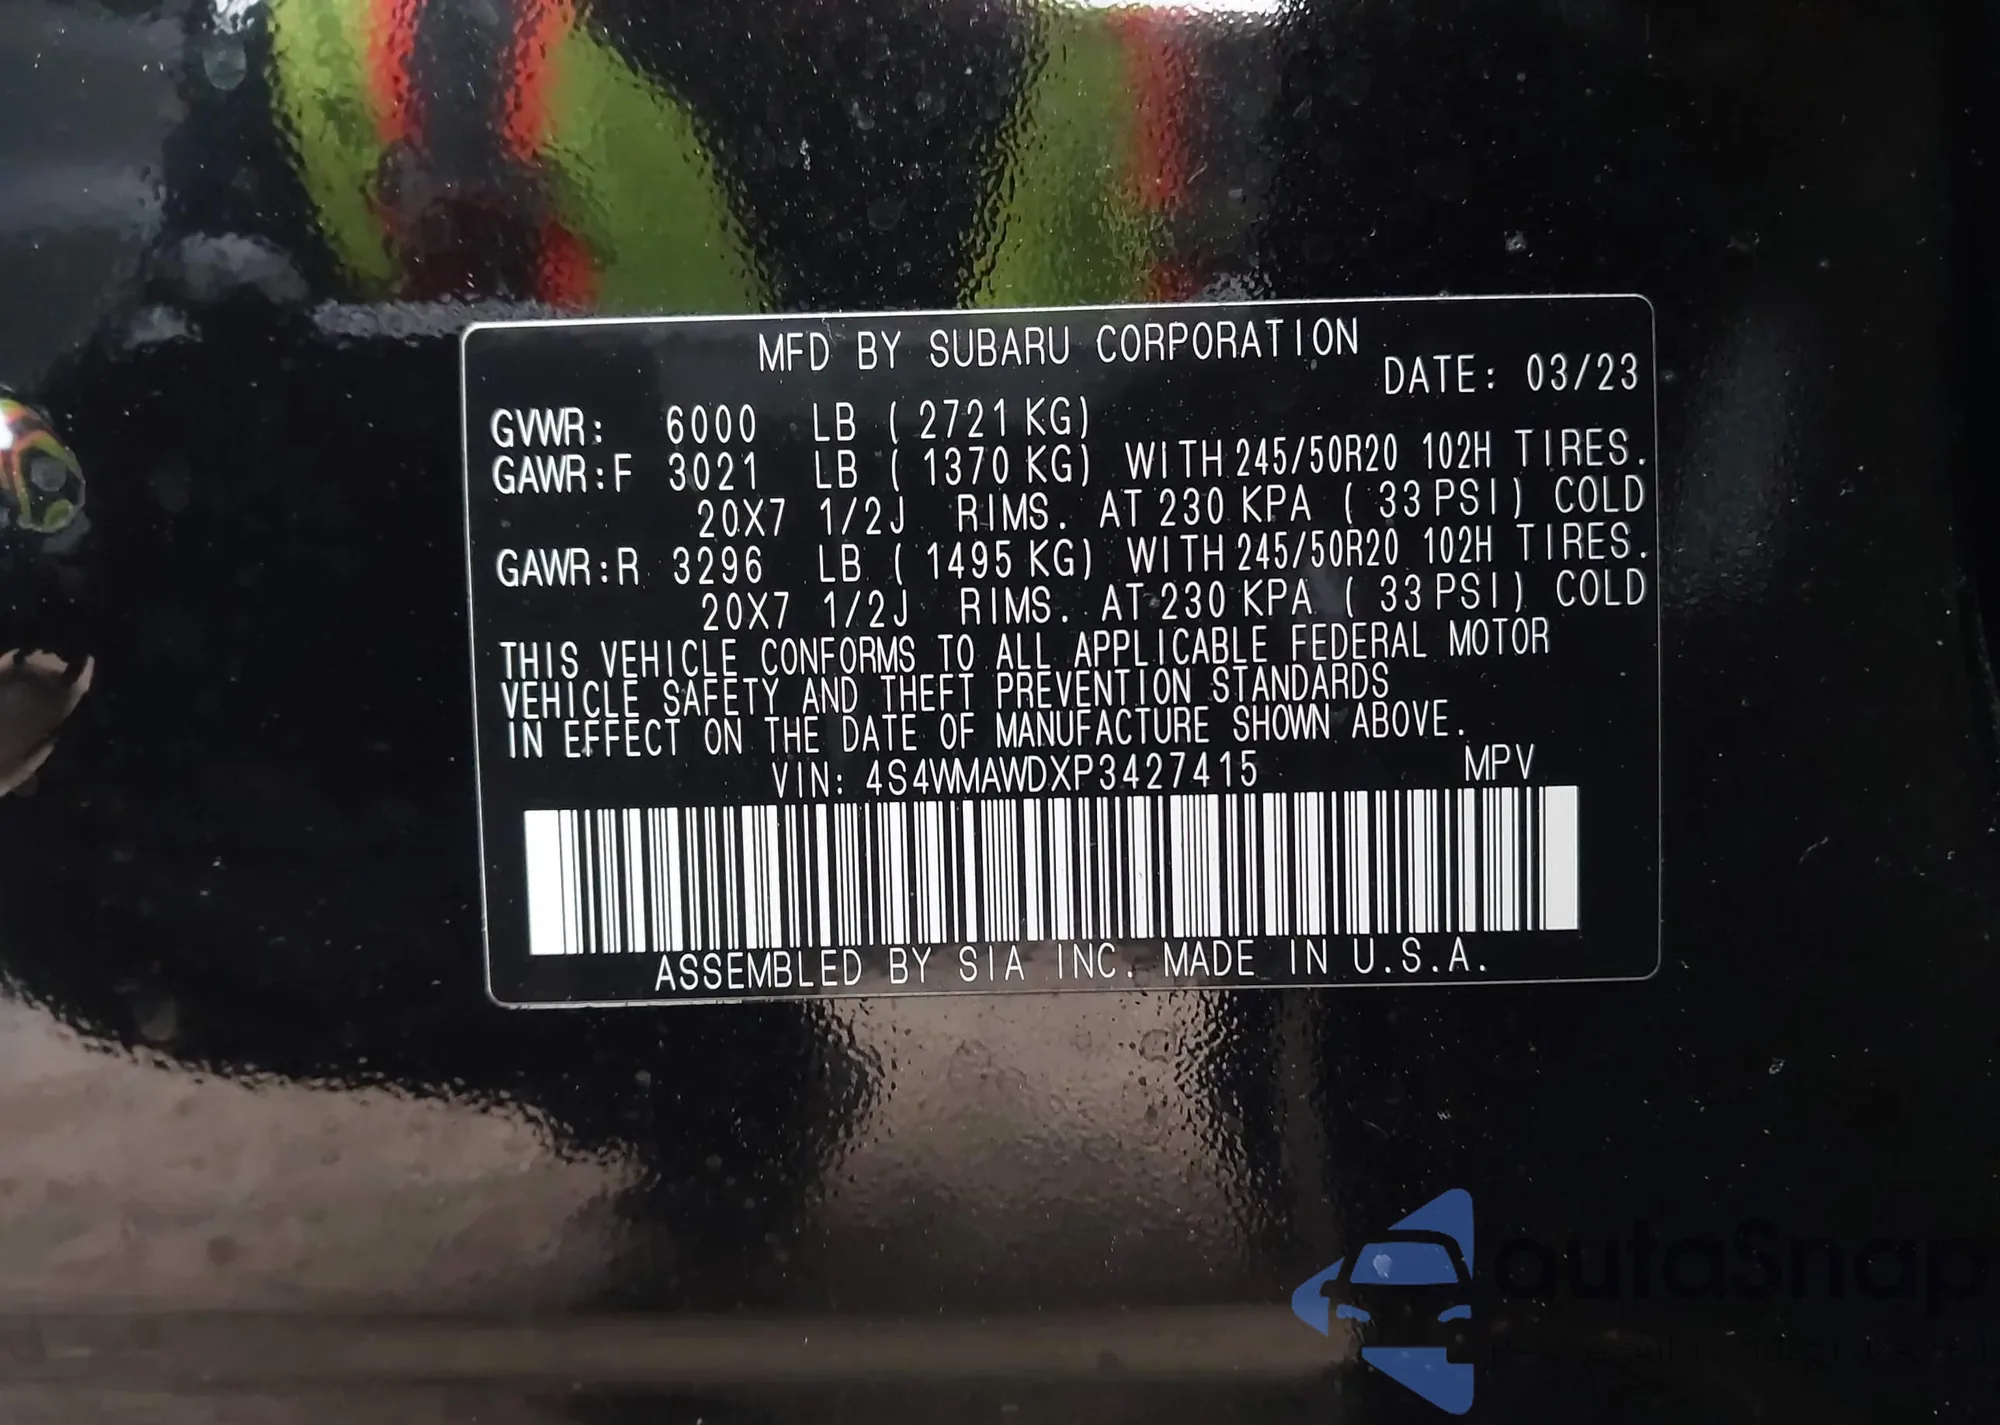 MFD BY SUBARU CORPORATION
DATE: 03/23
GVWR: 6000 LB ( 2721 KG)
GAWR:F 3021 LB ( 1370 KG) WITH 245/50R20 102H TIRES.
20X7 1/2J RIMS. AT 230 KPA ( 33 PSI) COLD
GAWR:R 3296 LB ( 1495 KG) WITH 245/50R20 102H TIRES.
20X7 1/2J RIMS. AT 230 KPA ( 33 PSI) COLD
THIS VEHICLE CONFORMS TO ALL APPLICABLE FEDERAL MOTOR
VEHICLE SAFETY AND THEFT PREVENTION STANDARDS
IN EFFECT ON THE DATE OF MANUFACTURE SHOWN ABOVE.
VIN: 4S4WMAWDXP3427415 MPV
ASSEMBLED BY SIA INC. MADE IN U.S.A.
autaSnap